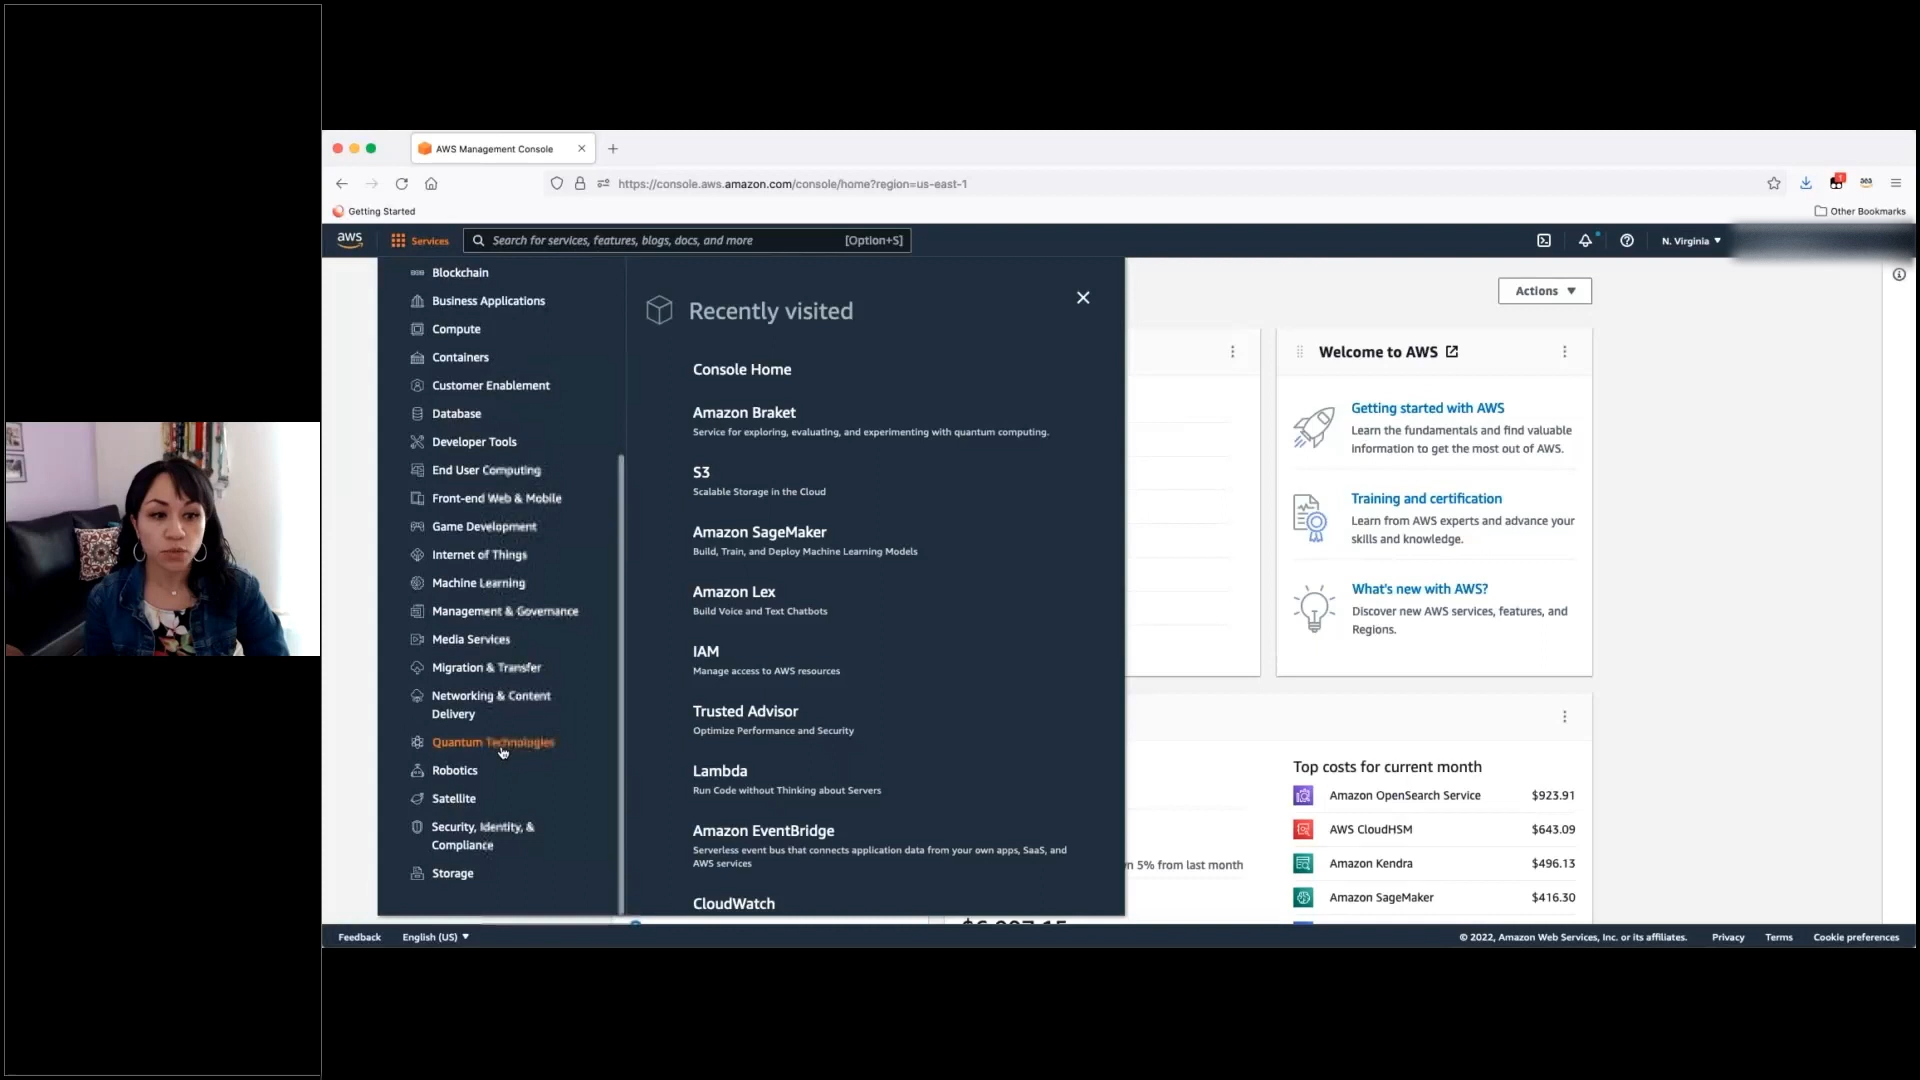 AWS Management Console
https://console.aws.amazon.com/console/home?region=us-east-1
1
Getting Started
Other Bookmarks
aws
Services
Search for services, features, blogs, docs, and more
[Option+S]
N. Virginia
Blockchain
Business Applications
Compute
Containers
Customer Enablement
Database
Developer Tools
End User Computing
Front-end Web & Mobile
Game Development
Internet of Things
Machine Learning
Management & Governance
Media Services
Migration & Transfer
Networking & Content
Delivery
Quantum Technologies
Robotics
Satellite
Security, Identity, &
Compliance
Storage
Recently visited
Console Home
Amazon Braket
Service for exploring, evaluating, and experimenting with quantum computing.
S3
Scalable Storage in the Cloud
Amazon SageMaker
Build, Train, and Deploy Machine Learning Models
Amazon Lex
Build Voice and Text Chatbots
IAM
Manage access to AWS resources
Trusted Advisor
Optimize Performance and Security
Lambda
Run Code without Thinking about Servers
Amazon EventBridge
Serverless event bus that connects application data from your own apps, SaaS, and
AWS services
CloudWatch
Actions
Welcome to AWS
Getting started with AWS
Learn the fundamentals and find valuable
information to get the most out of AWS.
Training and certification
Learn from AWS experts and advance your
skills and knowledge.
What's new with AWS?
Discover new AWS services, features, and
Regions.
5% from last month
Top costs for current month
Amazon OpenSearch Service $923.91
AWS CloudHSM $643.09
Amazon Kendra $496.13
Amazon SageMaker $416.30
Feedback
English (US)
© 2022, Amazon Web Services, Inc. or its affiliates.
Privacy
Terms
Cookie preferences